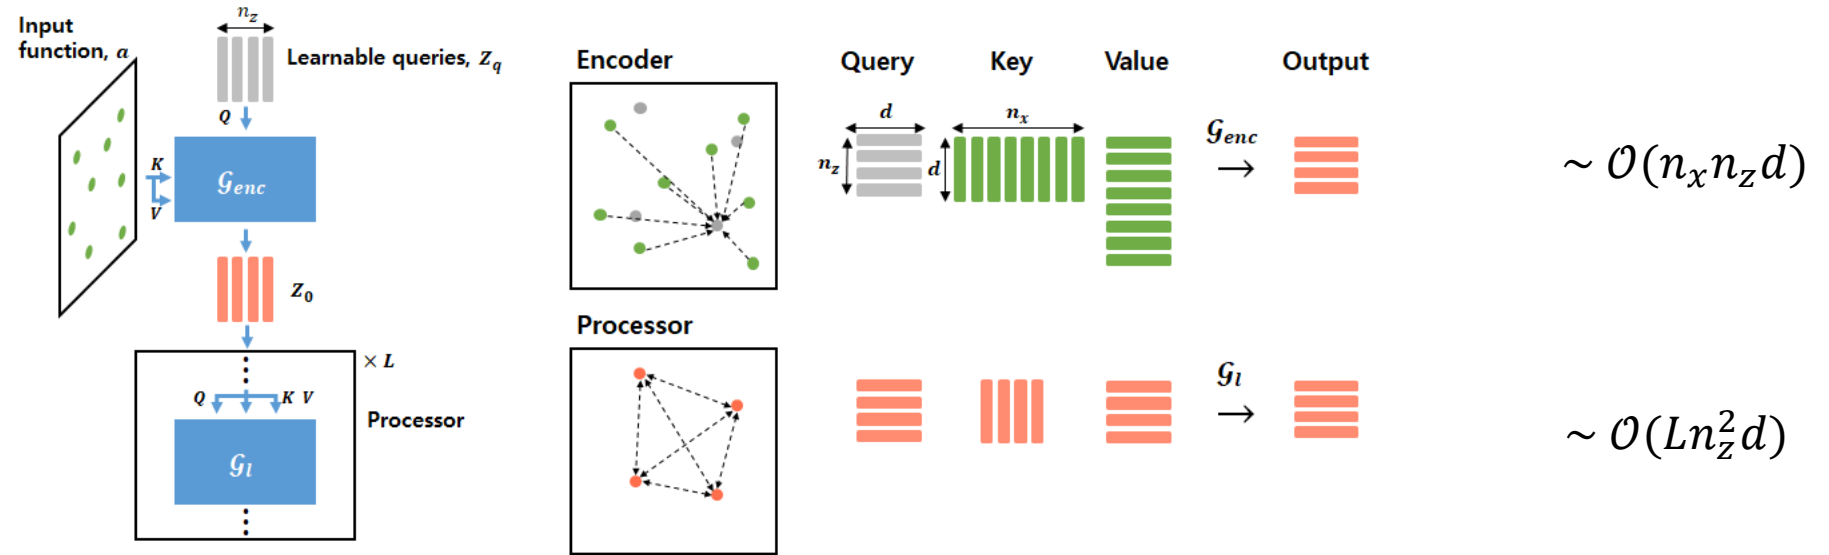 Input
function, a
n_z
Learnable queries, Z_q
Q
K
V
𝒢_enc
Z_0
× L
Q
K V
Processor
𝒢_l
Encoder
Query
Key
Value
Output
d
n_z
n_x
d
𝒢_enc
→
~ 𝒪(n_x n_z d)
Processor
𝒢_l
→
~ 𝒪(Ln_z^2 d)